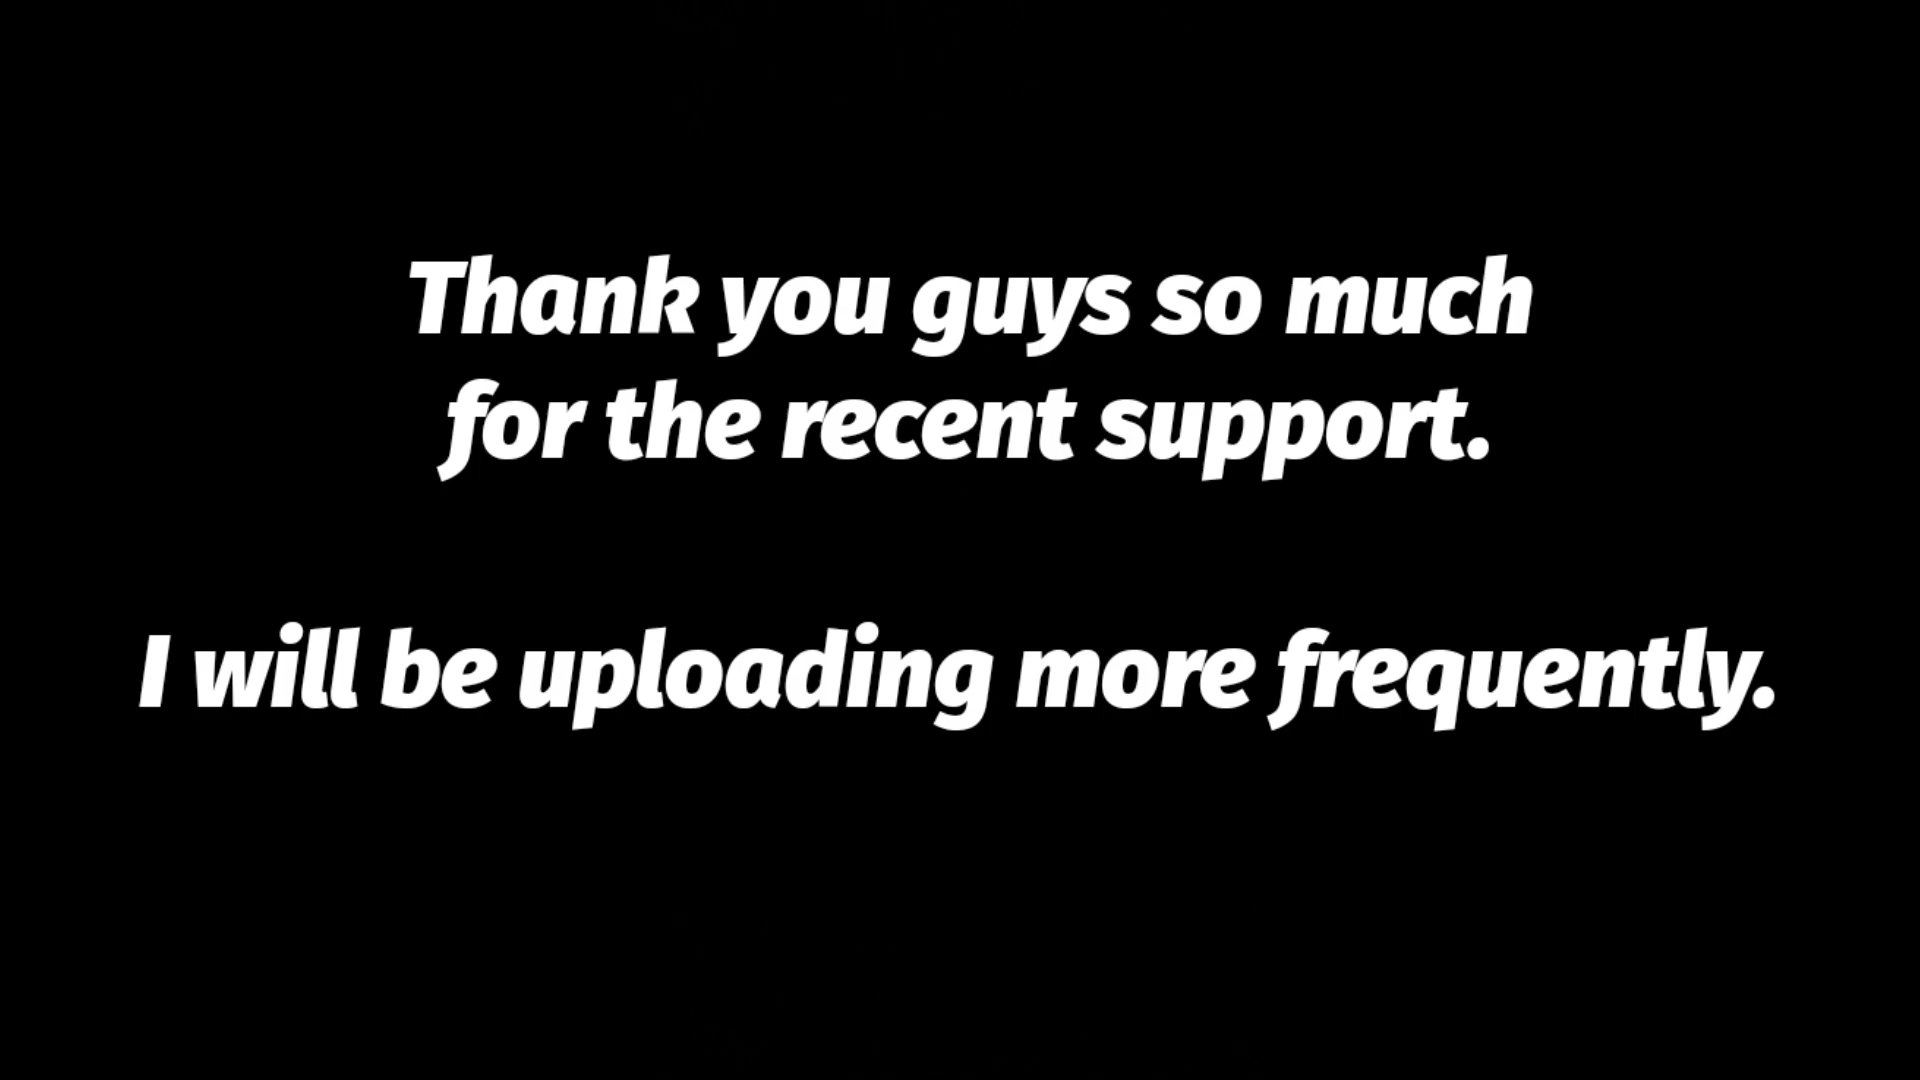 Thank you guys so much
for the recent support.
I will be uploading more frequently.